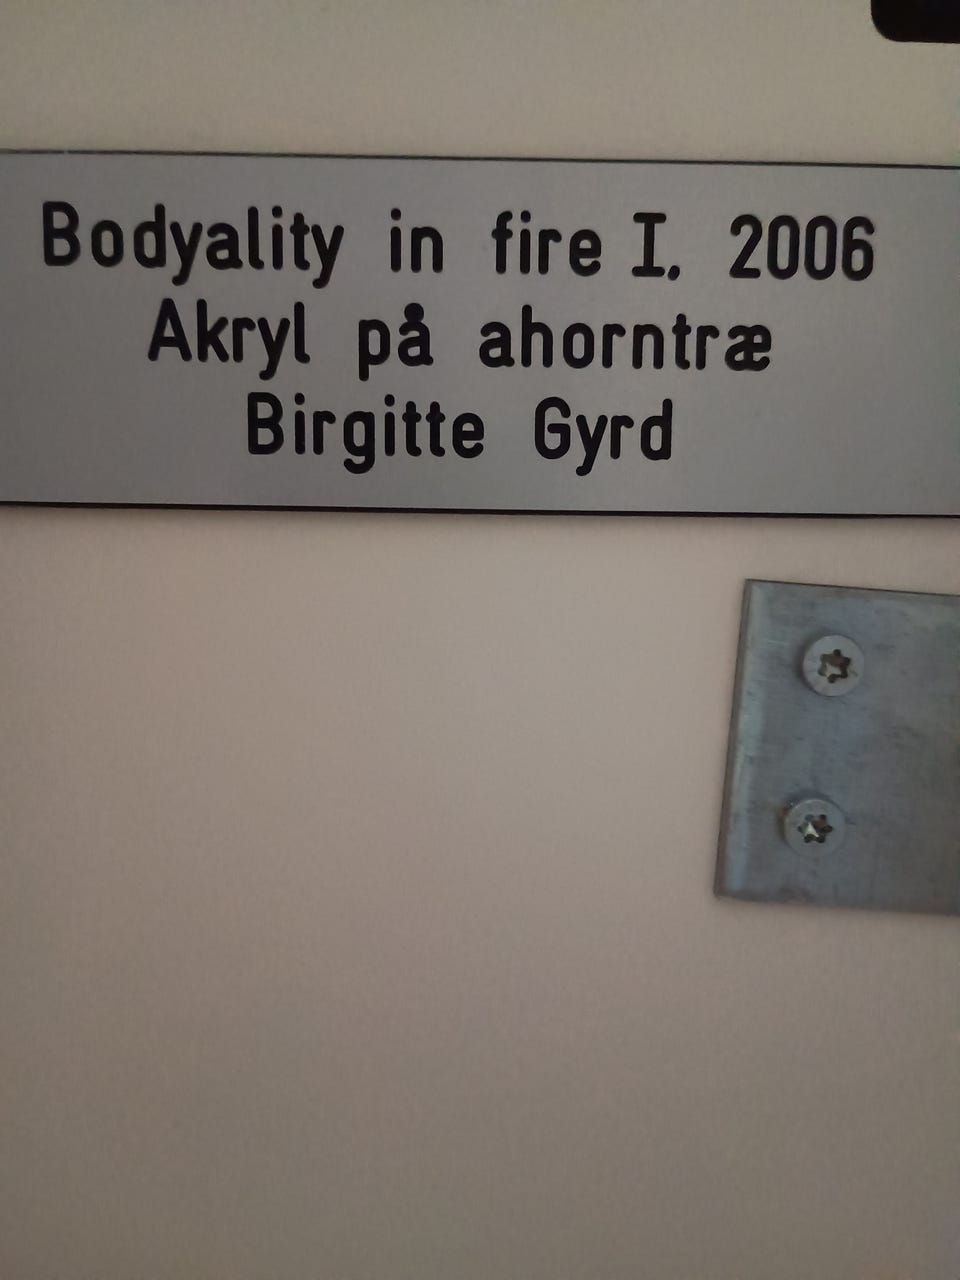 Bodyality in fire I. 2006
Akryl på ahorntræ
Birgitte Gyrd